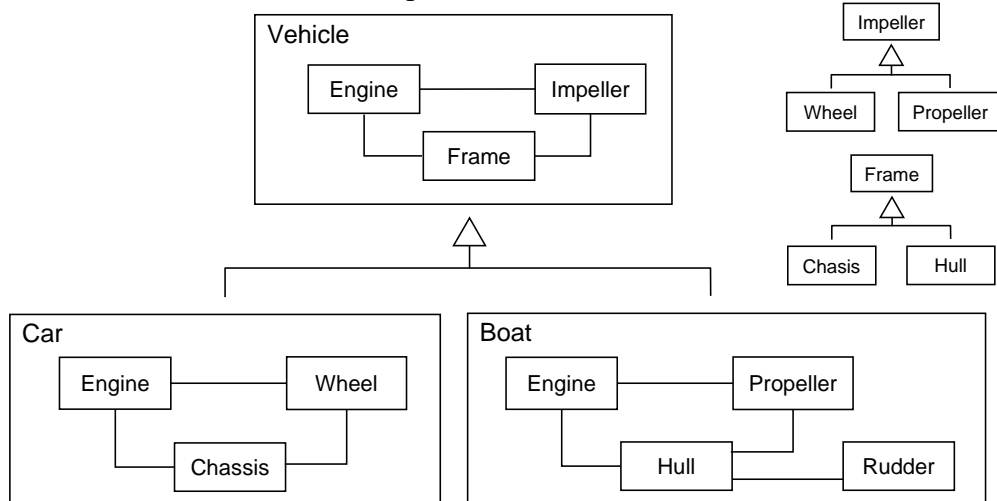 Vehicle
Engine
Impeller
Frame
Impeller
Wheel
Propeller
Frame
Chasis
Hull
Car
Engine
Wheel
Chassis
Boat
Engine
Propeller
Hull
Rudder